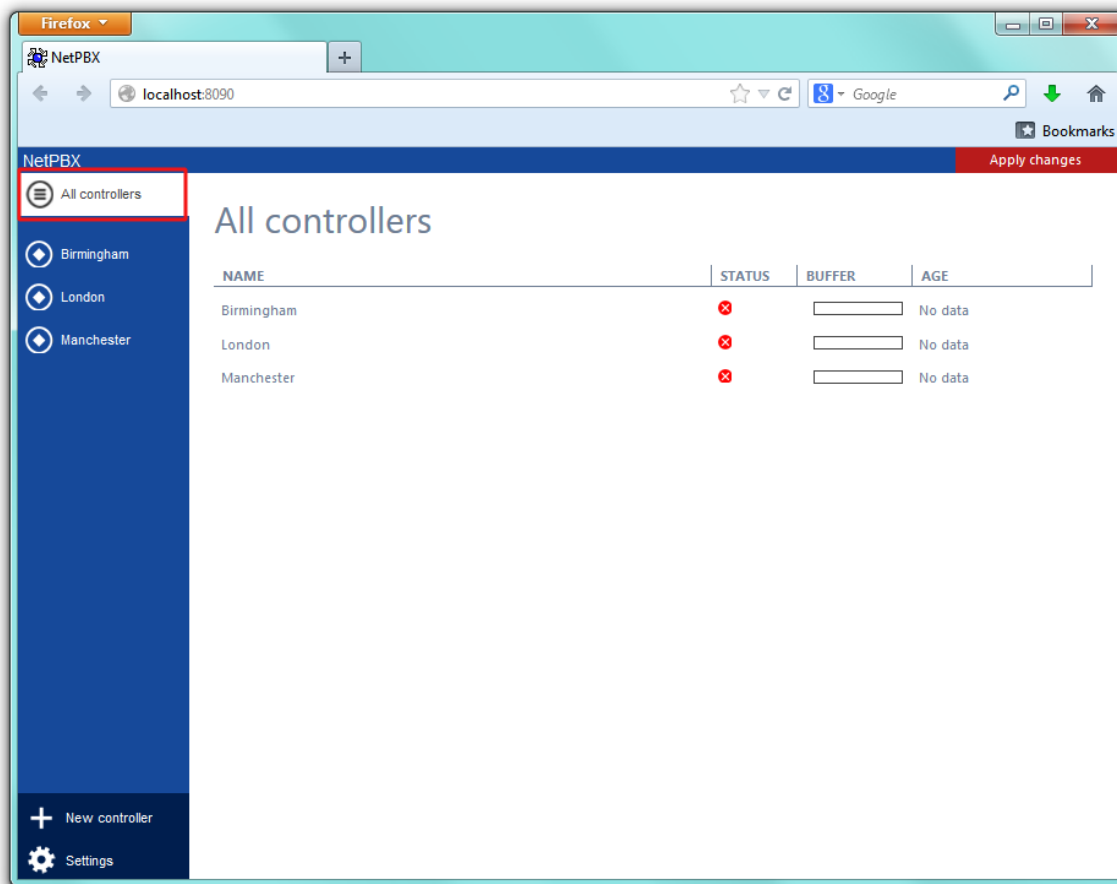 Firefox
NetPBX
localhost:8090
Google
Bookmarks
NetPBX
Apply changes
All controllers
Birmingham
London
Manchester
All controllers
NAME STATUS BUFFER AGE
Birmingham No data
London No data
Manchester No data
New controller
Settings